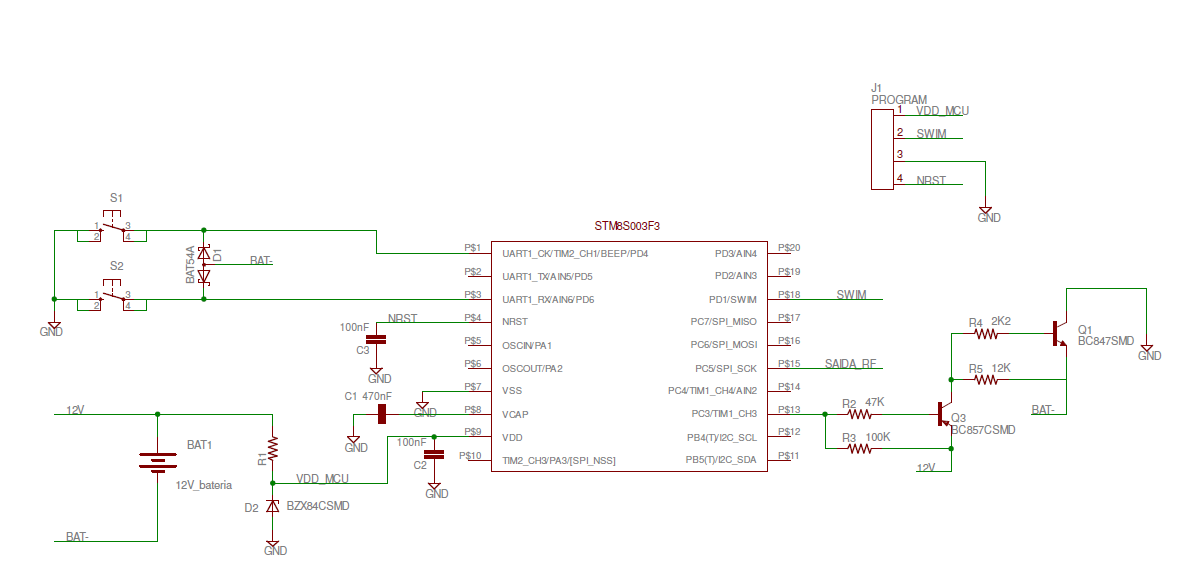 J1
PROGRAM
1 VDD_MCU
2 SWIM
3
4 NRST
GND
S1
1 3
2 4
BAT54A
D1
BAT-
S2
1 3
2 4
GND
STM8S003F3
P$1 UART1_CK/TIM2_CH1/BEEP/PD4 PD3/AIN4 P$20
P$2 UART1_TX/AIN5/PD5 PD2/AIN3 P$19
P$3 UART1_RX/AIN6/PD6 PD1/SWIM P$18 SWIM
NRST P$4 NRST PC7/SPI_MISO P$17
P$5 OSCIN/PA1 PC6/SPI_MOSI P$16
P$6 OSCOUT/PA2 PC5/SPI_SCK P$15 SAIDA_RF
P$7 VSS PC4/TIM1_CH4/AIN2 P$14
P$8 VCAP PC3/TIM1_CH3 P$13
P$9 VDD PB4(T)/I2C_SCL P$12
P$10 TIM2_CH3/PA3/[SPI_NSS] PB5(T)/I2C_SDA P$11
100nF
C3
GND
C1 470nF
GND
GND
100nF
C2
GND
12V
BAT1
12V_bateria
BAT-
R1
VDD_MCU
D2 BZX84CSMD
GND
R4 2K2
Q1
BC847SMD
GND
R5 12K
BAT-
R2 47K
Q3
BC857CSMD
R3 100K
12V